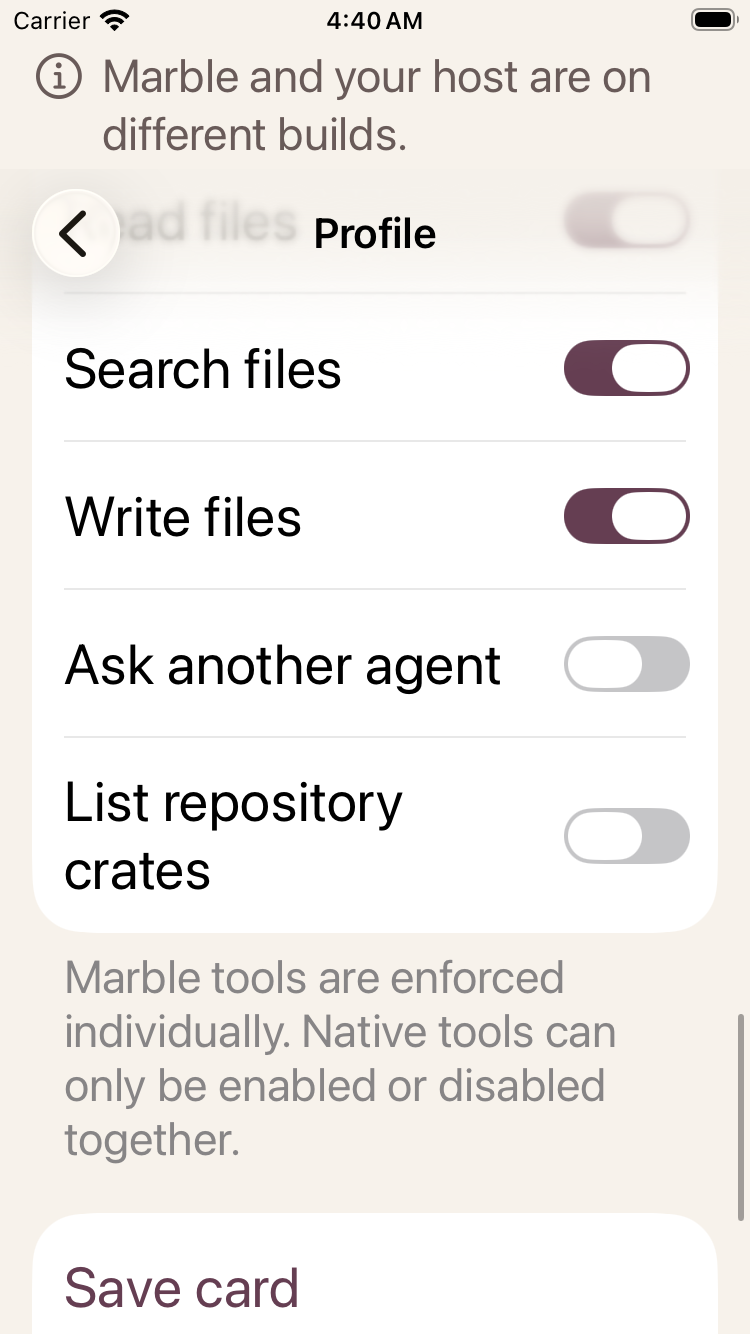 Carrier 4:40 AM
Marble and your host are on
different builds.
Read files
Profile
Search files
Write files
Ask another agent
List repository
crates
Marble tools are enforced
individually. Native tools can
only be enabled or disabled
together.
Save card